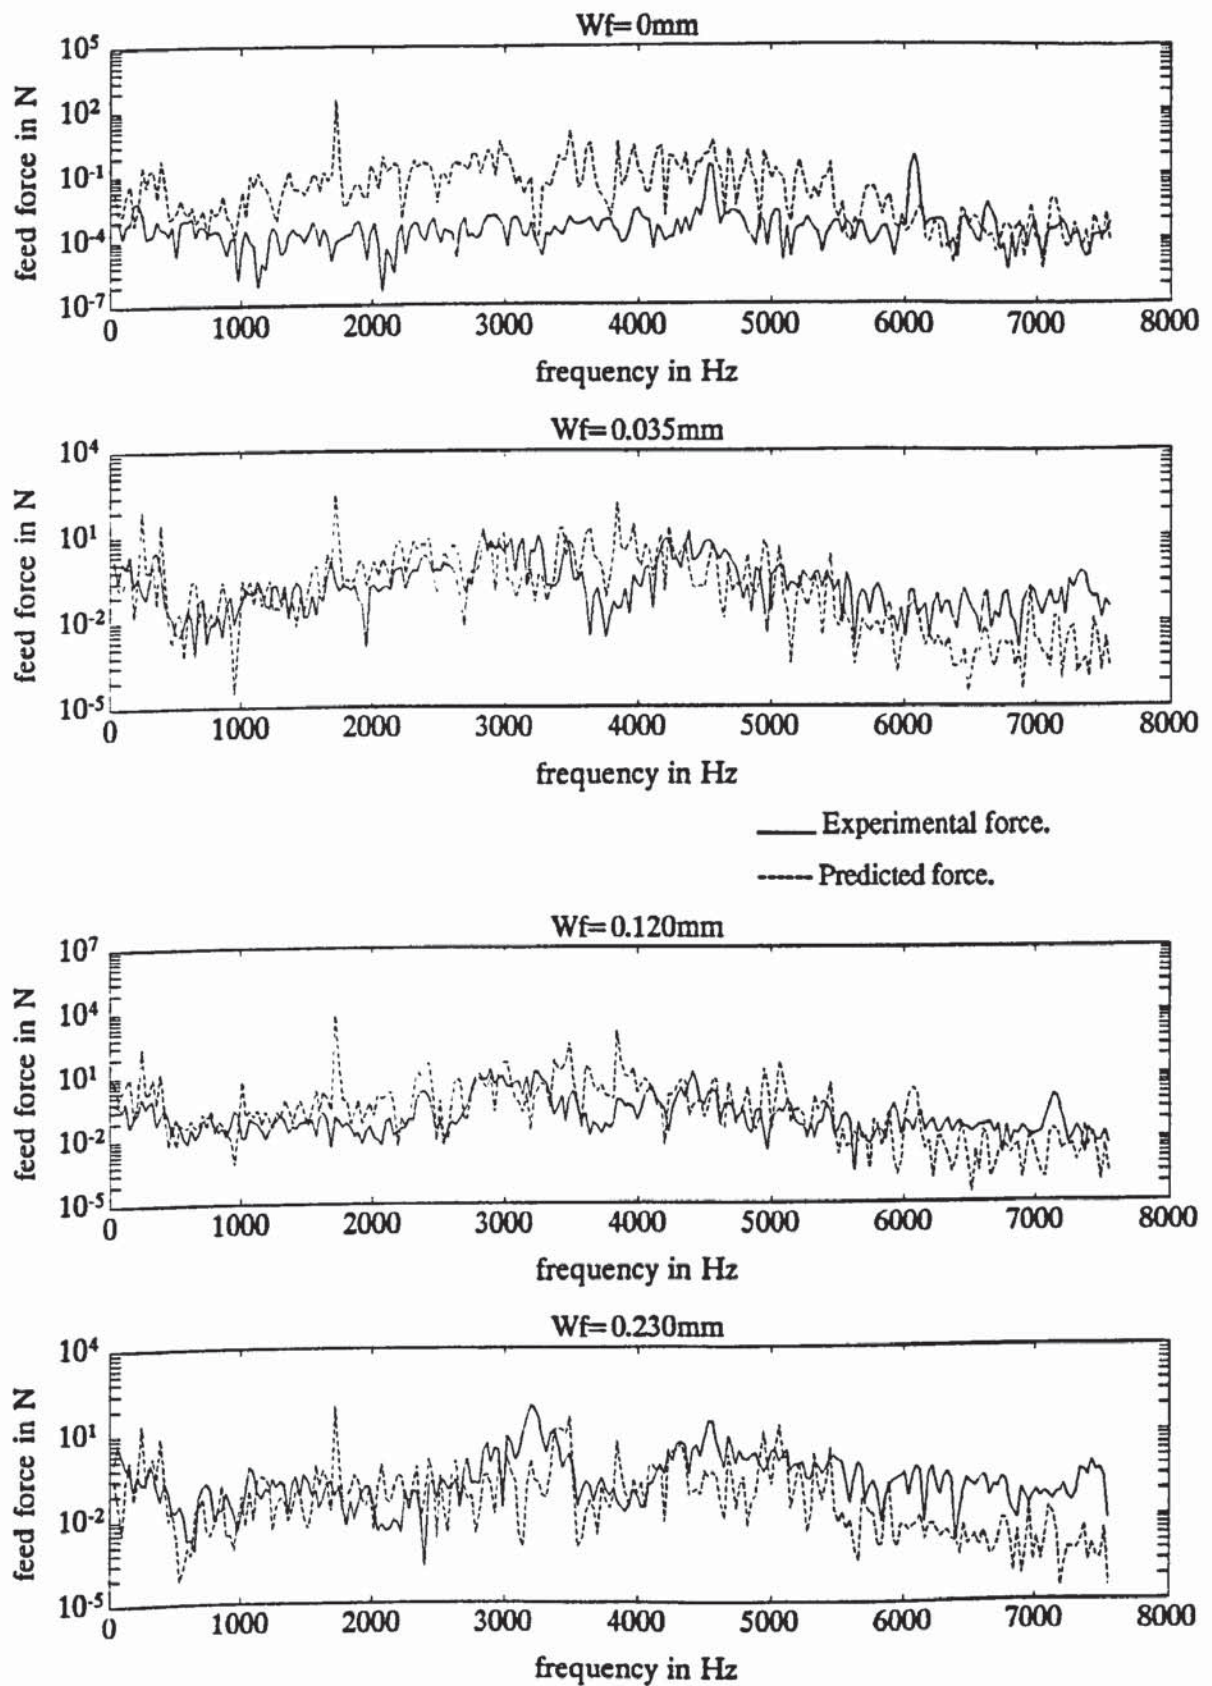 Wf= 0mm
feed force in N
10^5
10^2
10^-1
10^-4
10^-7
0 1000 2000 3000 4000 5000 6000 7000 8000
frequency in Hz
Wf= 0.035mm
feed force in N
10^4
10^1
10^-2
10^-5
0 1000 2000 3000 4000 5000 6000 7000 8000
frequency in Hz
Experimental force.
Predicted force.
Wf= 0.120mm
feed force in N
10^7
10^4
10^1
10^-2
10^-5
0 1000 2000 3000 4000 5000 6000 7000 8000
frequency in Hz
Wf= 0.230mm
feed force in N
10^4
10^1
10^-2
10^-5
0 1000 2000 3000 4000 5000 6000 7000 8000
frequency in Hz